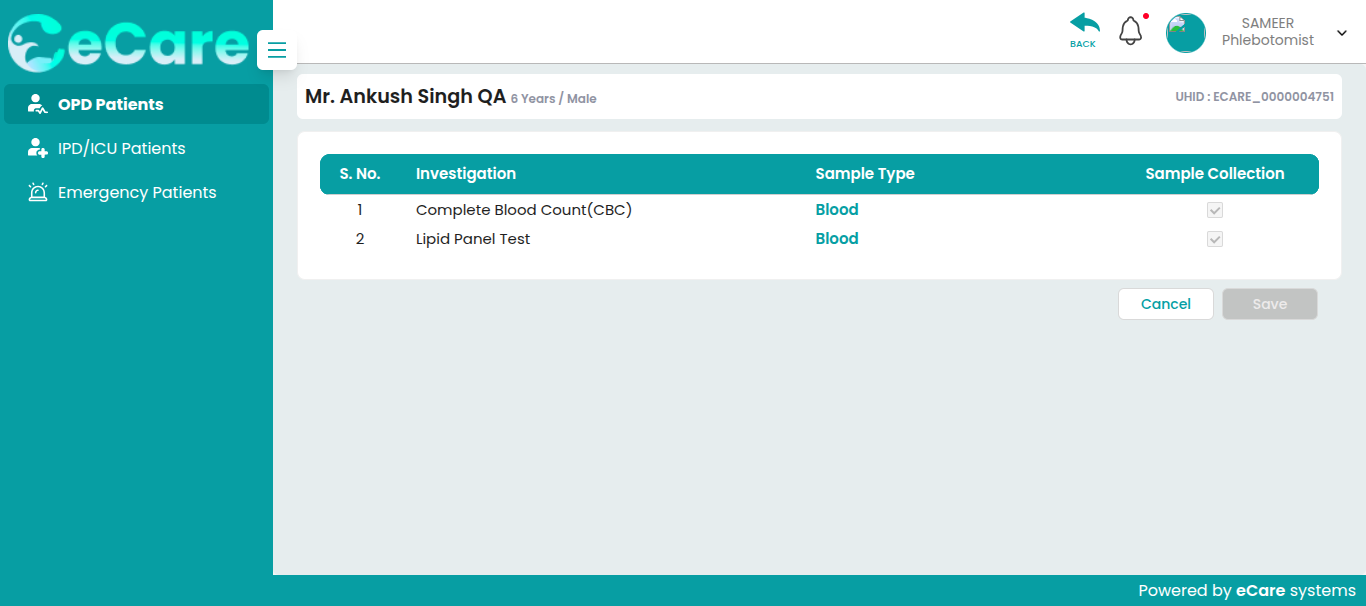 eCare
BACK
SAMEER
Phlebotomist
OPD Patients
IPD/ICU Patients
Emergency Patients
Mr. Ankush Singh QA 6 Years / Male
UHID : ECARE_0000004751
S. No. Investigation Sample Type Sample Collection
1 Complete Blood Count(CBC) Blood
2 Lipid Panel Test Blood
Cancel Save
Powered by eCare systems